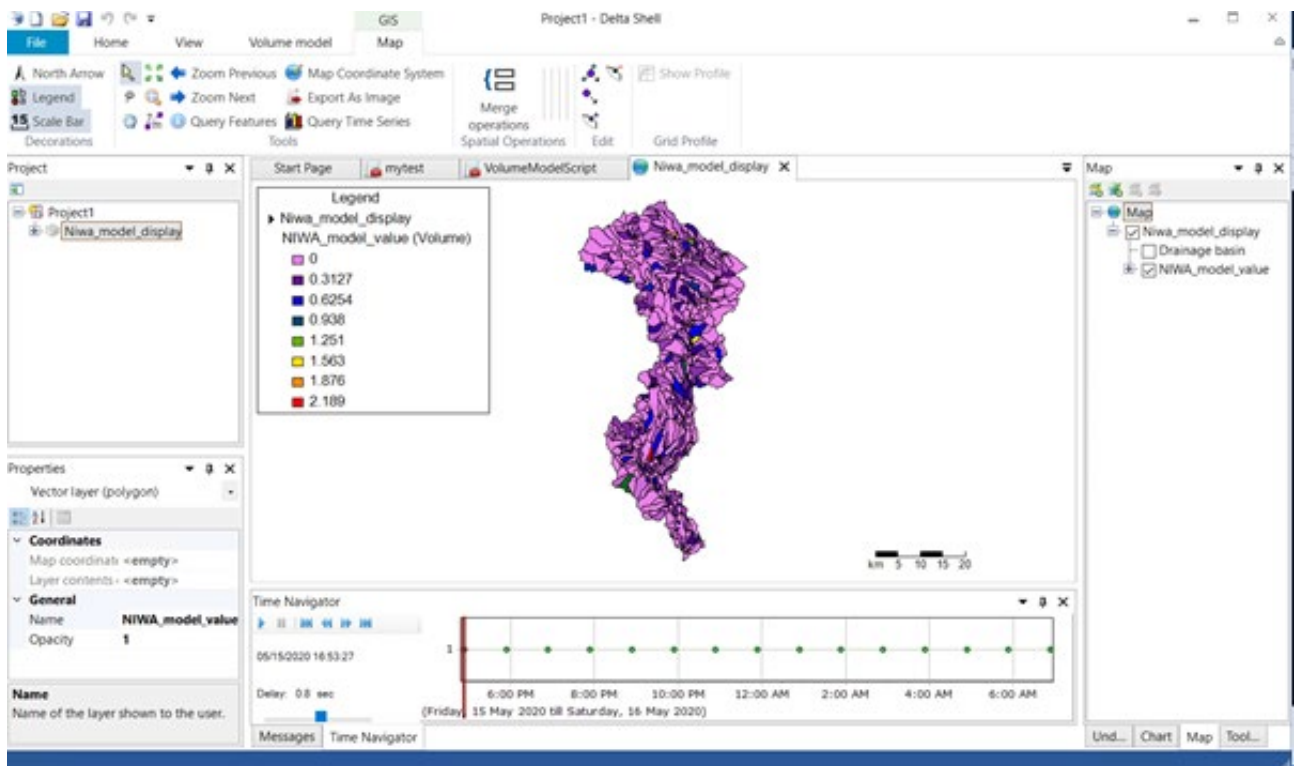 GIS
Project1 - Delta Shell
File Home View Volume model Map
North Arrow
Legend
Scale Bar
Decorations
Zoom Previous
Zoom Next
Query Features
Map Coordinate System
Export As Image
Query Time Series
Tools
Merge
operations
Spatial Operations
Edit
Show Profile
Grid Profile
Project
Project1
Niwa_model_display
Start Page mytest VolumeModelScript Niwa_model_display
Legend
Niwa_model_display
NIWA_model_value (Volume)
0
0.3127
0.6254
0.938
1.251
1.563
1.876
2.189
km 5 10 15 20
Map
Map
Niwa_model_display
Drainage basin
NIWA_model_value
Properties
Vector layer (polygon)
Coordinates
Map coordinat <empty>
Layer contents <empty>
General
Name NIWA_model_value
Opacity 1
Name
Name of the layer shown to the user.
Time Navigator
05/15/2020 16:53:27
Delay: 0.8 sec
1
6:00 PM 8:00 PM 10:00 PM 12:00 AM 2:00 AM 4:00 AM 6:00 AM
(Friday, 15 May 2020 till Saturday, 16 May 2020)
Messages Time Navigator
Und... Chart Map Tool...